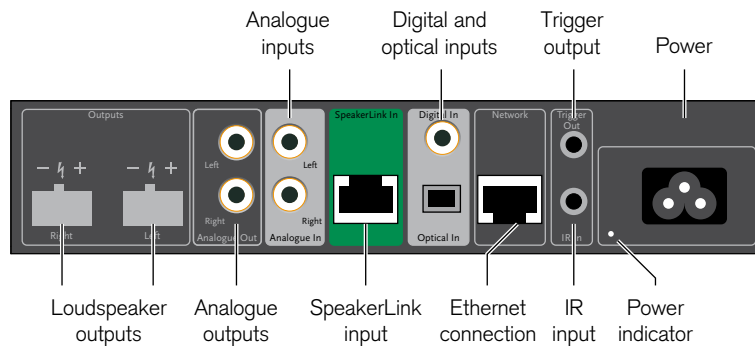 Analogue
inputs
Digital and
optical inputs
Trigger
output
Power
Outputs
SpeakerLink In
Digital In
Network
Trigger
Out
Left
Left
Right
Right
Right
Left
Analogue Out
Analogue In
Optical In
IR In
Loudspeaker
outputs
Analogue
outputs
SpeakerLink
input
Ethernet
connection
IR
input
Power
indicator